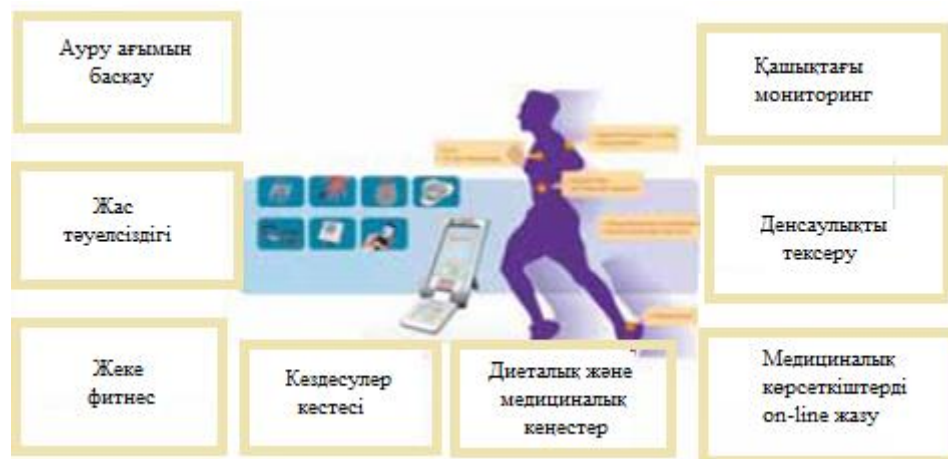 Ауру ағымын
басқау
Қашықтағы
мониторинг
Жас
тәуелсіздігі
Денсаулықты
тексеру
Жеке
фитнес
Кездесулер
кестесі
Диеталық және
медициналық
кеңестер
Медициналық
көрсеткіштерді
on-line жазу